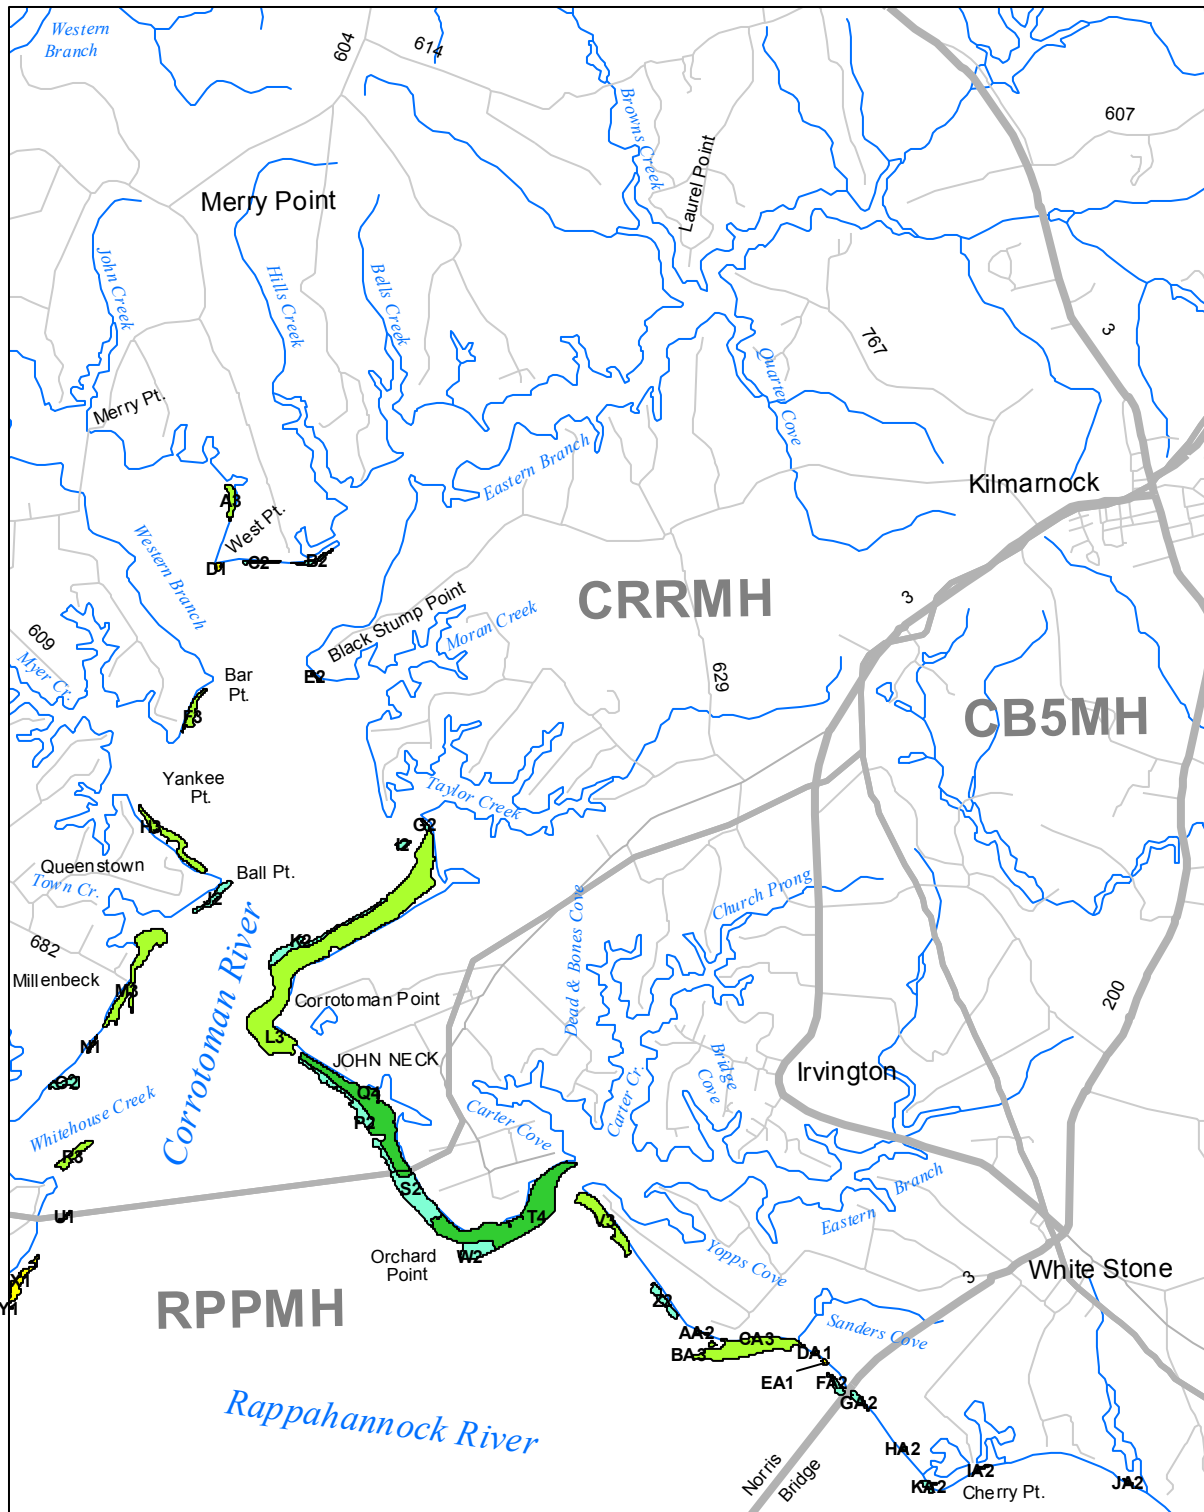 Western
Branch
604
614
607
Browns Creek
Laurel Point
Merry Point
John Creek
Hills Creek
Bells Creek
3
767
Quarter Cove
Merry Pt.
Eastern Branch
Kilmarnock
A3
West Pt.
D1
C2
B2
Western Branch
CRRMH
3
Black Stump Point
Moran Creek
609
Myer Cr.
E2
Bar
Pt.
F3
629
CB5MH
Yankee
Pt.
Taylor Creek
H3
G2
I2
Queenstown
Ball Pt.
Town Cr.
J2
Church Prong
Dead & Bones Cove
682
K2
Millenbeck
M3
Corrotoman River
Corrotoman Point
200
L3
N1
JOHN NECK
O2
Q4
Bridge
Cove
Irvington
Whitehouse Creek
P2
Carter Cove
Carter Cr.
R3
S2
Eastern
Branch
U1
T4
V3
W2
Orchard
Point
Yopps Cove
X1
Y1
3
White Stone
RPPMH
Z2
AA2
BA3
CA3
DA1
Sanders Cove
EA1
FA2
GA2
Rappahannock River
HA2
Norris
Bridge
IA2
KA2
Cherry Pt.
JA2